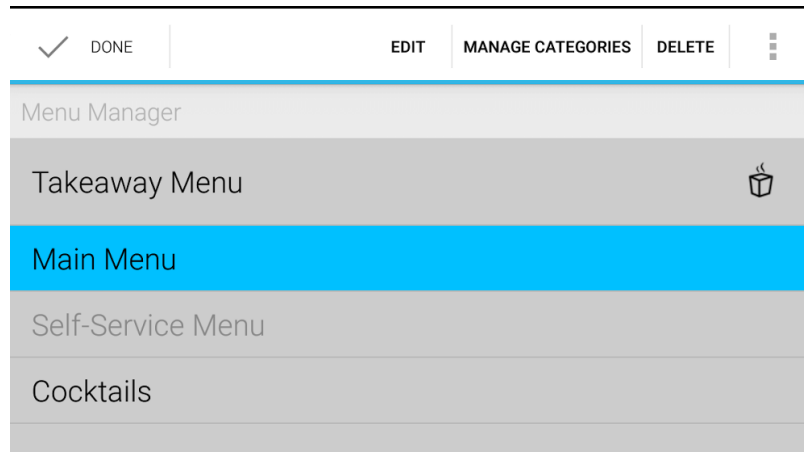 DONE EDIT MANAGE CATEGORIES DELETE
Menu Manager
Takeaway Menu
Main Menu
Self-Service Menu
Cocktails